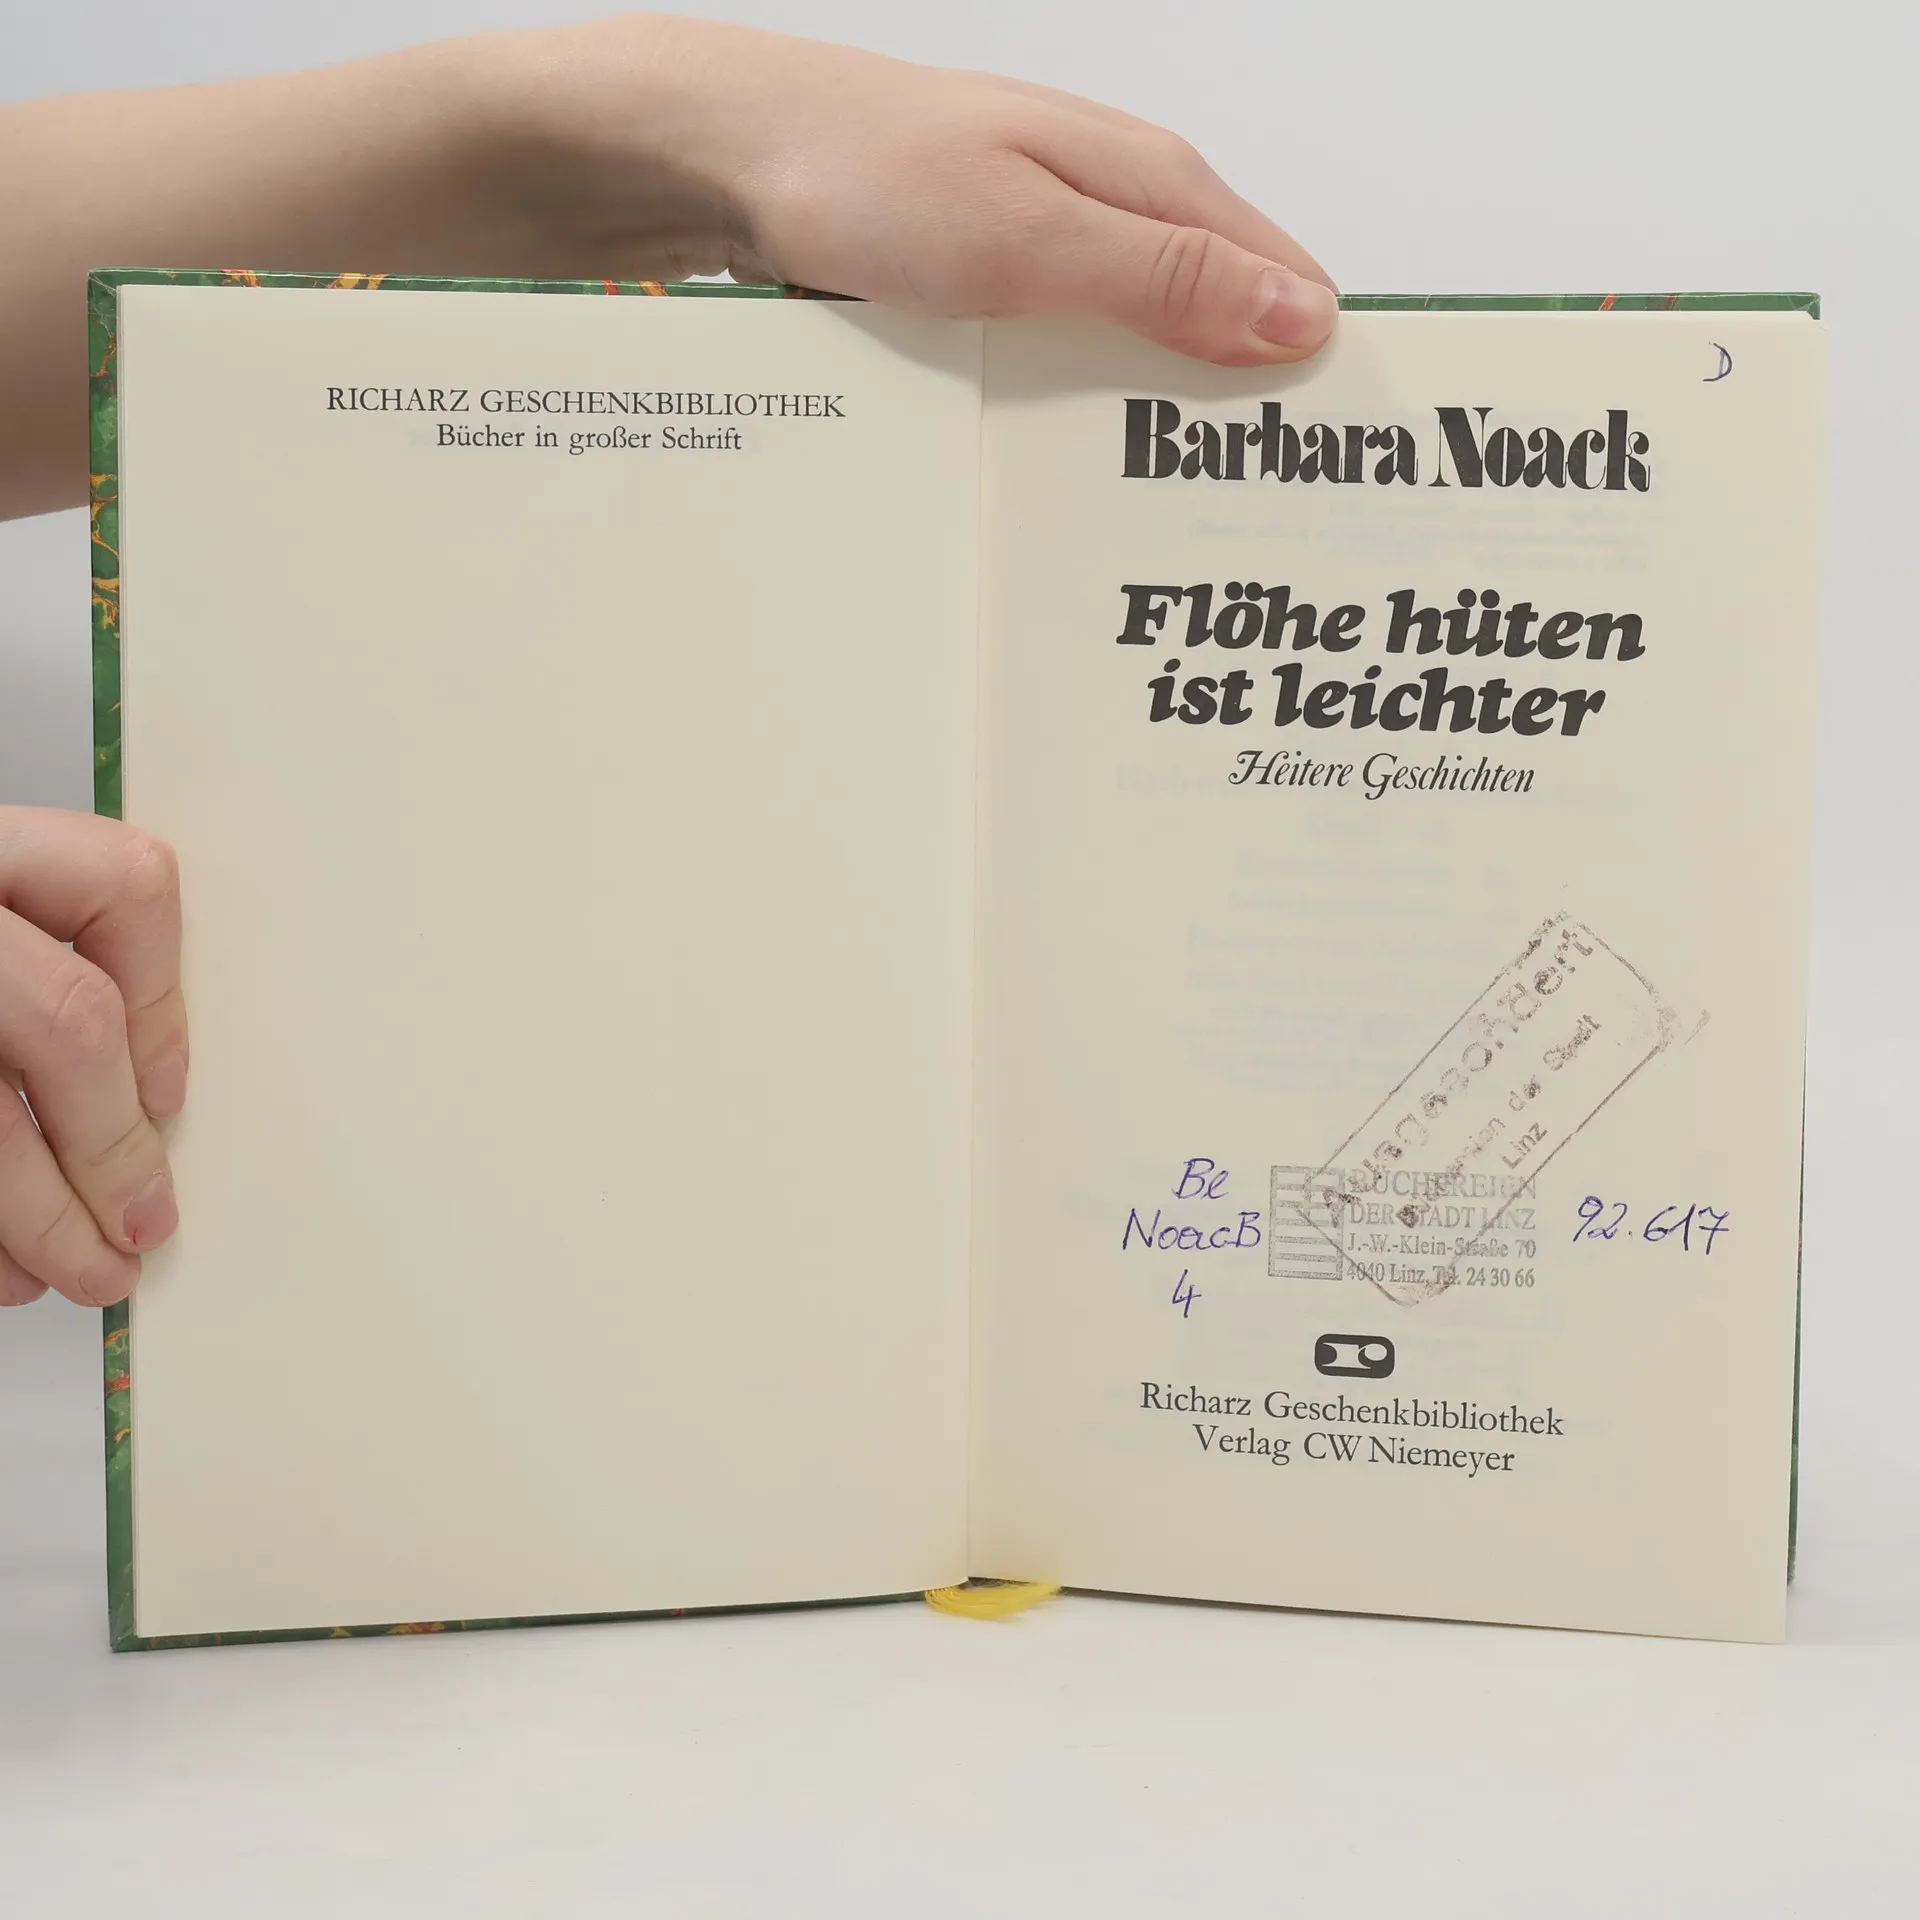 RICHARZ GESCHENKBIBLIOTHEK
Bücher in großer Schrift
D
Barbara Noack
Flöhe hüten
ist leichter
Heitere Geschichten
Ausgesondert
der Stadt
Linz
Be
NoacB
4
BÜCHEREIEN
DER STADT LINZ
J.-W.-Klein-Straße 70
4040 Linz, Tel. 24 30 66
92.617
Richarz Geschenkbibliothek
Verlag CW Niemeyer